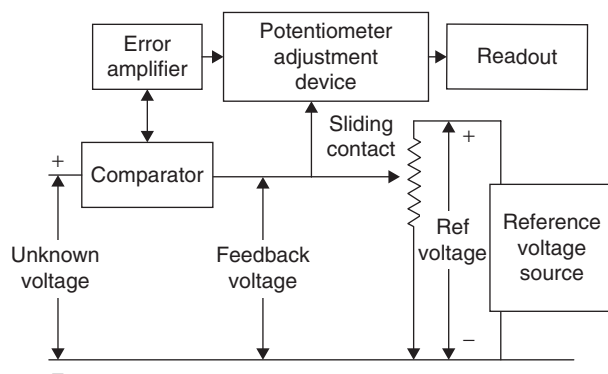 Error
amplifier
Potentiometer
adjustment
device
Readout
Sliding
contact
+
Comparator
+
Unknown
voltage
Feedback
voltage
Ref
voltage
Reference
voltage
source
−
−